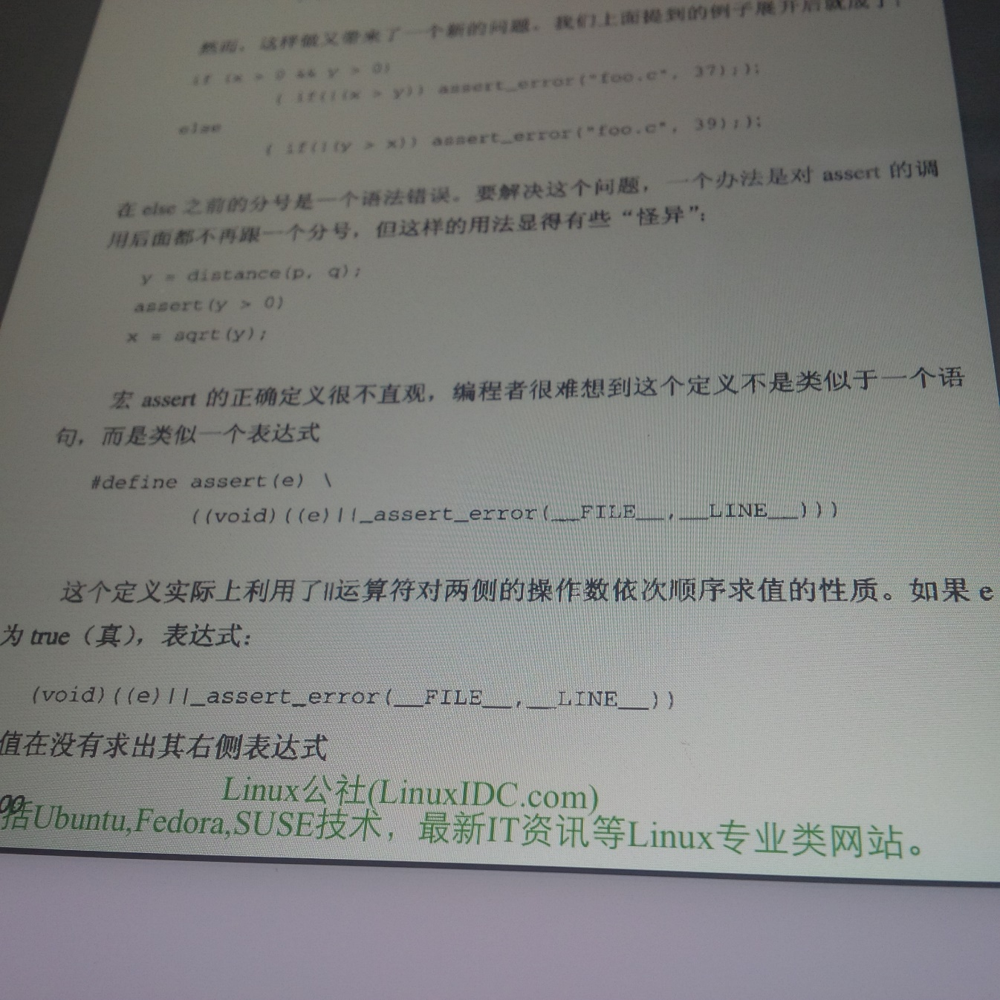 然而，这样做又带来了一个新的问题。我们上面提到的例子展开后就成了：
if (x > 0 && y > 0)
{ if(!(x > y)) assert_error("foo.c", 37);};
else
{ if(!(y > x)) assert_error("foo.c", 39);};
在 else 之前的分号是一个语法错误。要解决这个问题，一个办法是对 assert 的调
用后面都不再跟一个分号，但这样的用法显得有些“怪异”：
y = distance(p, q);
assert(y > 0)
x = sqrt(y);
宏 assert 的正确定义很不直观，编程者很难想到这个定义不是类似于一个语
句，而是类似一个表达式
#define assert(e) \
((void)((e)||_assert_error(__FILE__,__LINE__)))
这个定义实际上利用了||运算符对两侧的操作数依次顺序求值的性质。如果 e
为 true（真），表达式：
(void)((e)||_assert_error(__FILE__,__LINE__))
值在没有求出其右侧表达式
Linux公社(LinuxIDC.com)
括Ubuntu,Fedora,SUSE技术，最新IT资讯等Linux专业类网站。